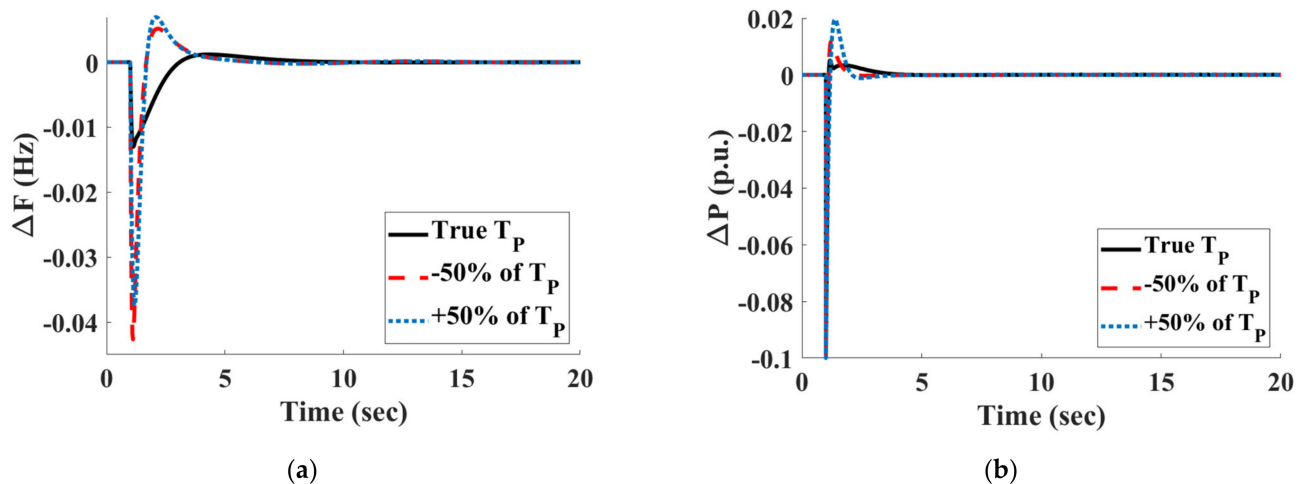 0
-0.01
-0.02
-0.03
-0.04
ΔF (Hz)
True T_P
-50% of T_P
+50% of T_P
0 5 10 15 20
Time (sec)
(a)
0.02
0
-0.02
-0.04
-0.06
-0.08
-0.1
ΔP (p.u.)
True T_P
-50% of T_P
+50% of T_P
0 5 10 15 20
Time (sec)
(b)